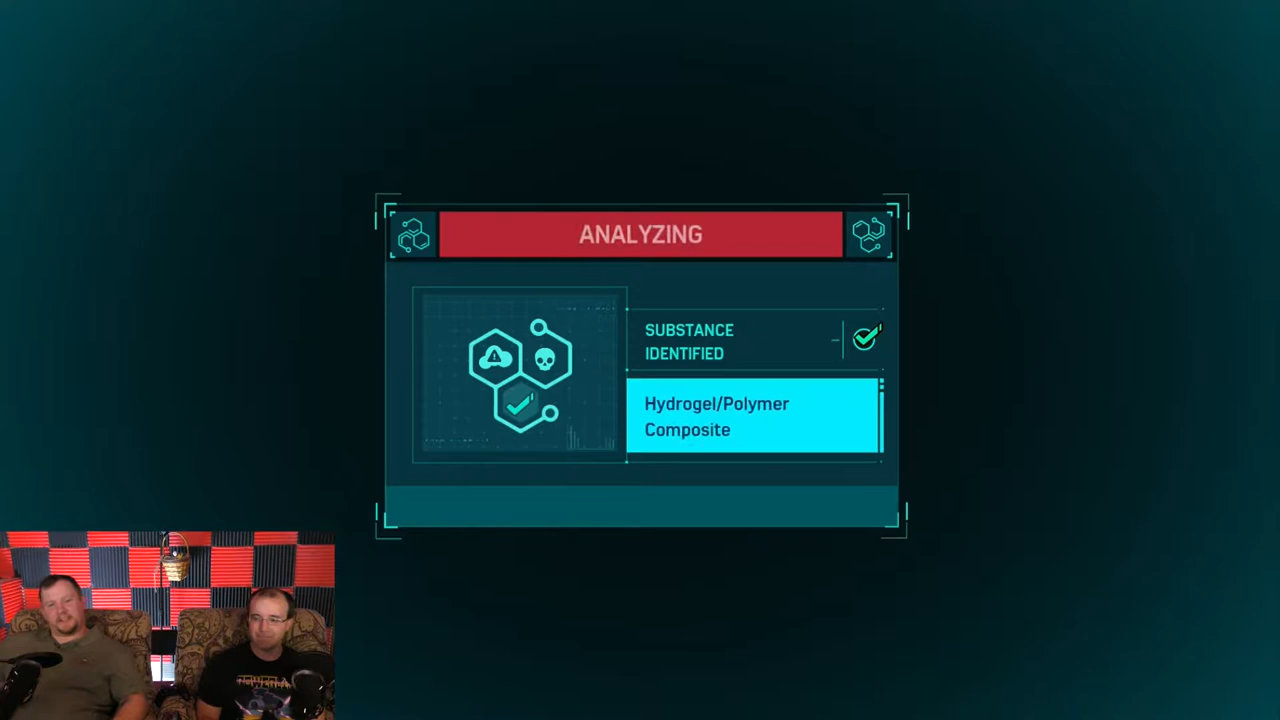 ANALYZING
SUBSTANCE
IDENTIFIED
Hydrogel/Polymer
Composite